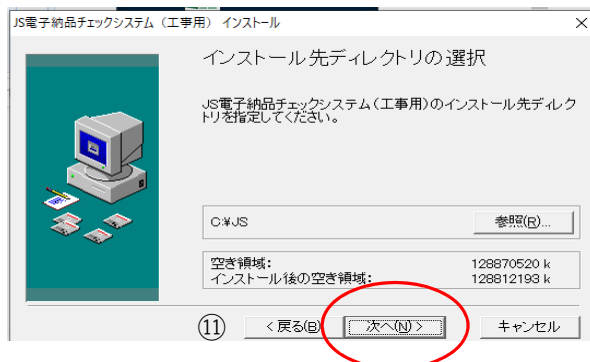 JS電子納品チェックシステム（工事用） インストール
インストール先ディレクトリの選択
JS電子納品チェックシステム(工事用)のインストール先ディレク
トリを指定してください。
C:¥JS
参照(R)...
空き領域: 128870520 k
インストール後の空き領域: 128812193 k
⑪ < 戻る(B) 次へ(N) > キャンセル